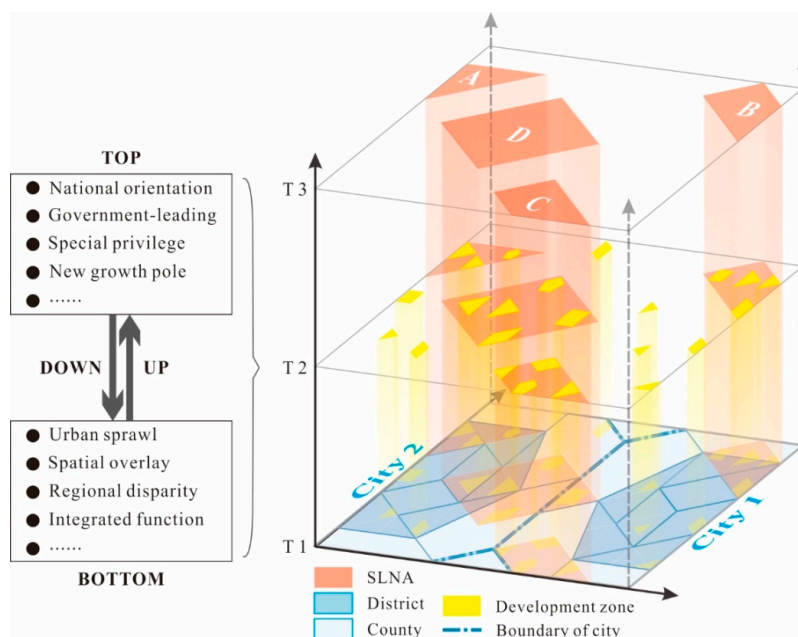 TOP
● National orientation
● Government-leading
● Special privilege
● New growth pole
● ......
DOWN UP
● Urban sprawl
● Spatial overlay
● Regional disparity
● Integrated function
● ......
BOTTOM
T 3
T 2
T 1
A
B
D
C
City 2
City 1
SLNA
District
County
Development zone
Boundary of city